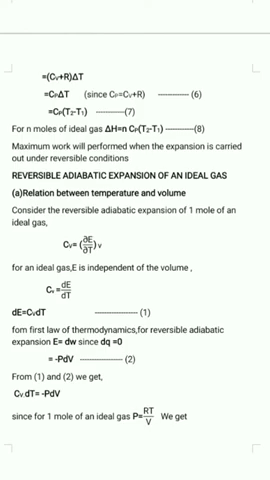 =(Cv+R)ΔT
=CPΔT (since CP=Cv+R) ------------ (6)
=CP(T2-T1) ----------(7)
For n moles of ideal gas ΔH=n CP(T2-T1) ----------(8)
Maximum work will performed when the expansion is carried
out under reversible conditions
REVERSIBLE ADIABATIC EXPANSION OF AN IDEAL GAS
(a)Relation between temperature and volume
Consider the reversible adiabatic expansion of 1 mole of an
ideal gas,
Cv= (∂E/∂T) v
for an ideal gas,E is independent of the volume ,
Cv =dE/dT
dE=CvdT ---------------- (1)
fom first law of thermodynamics,for reversible adiabatic
expansion E= dw since dq =0
= -PdV ---------------- (2)
From (1) and (2) we get,
Cv.dT= -PdV
since for 1 mole of an ideal gas P=RT/V We get